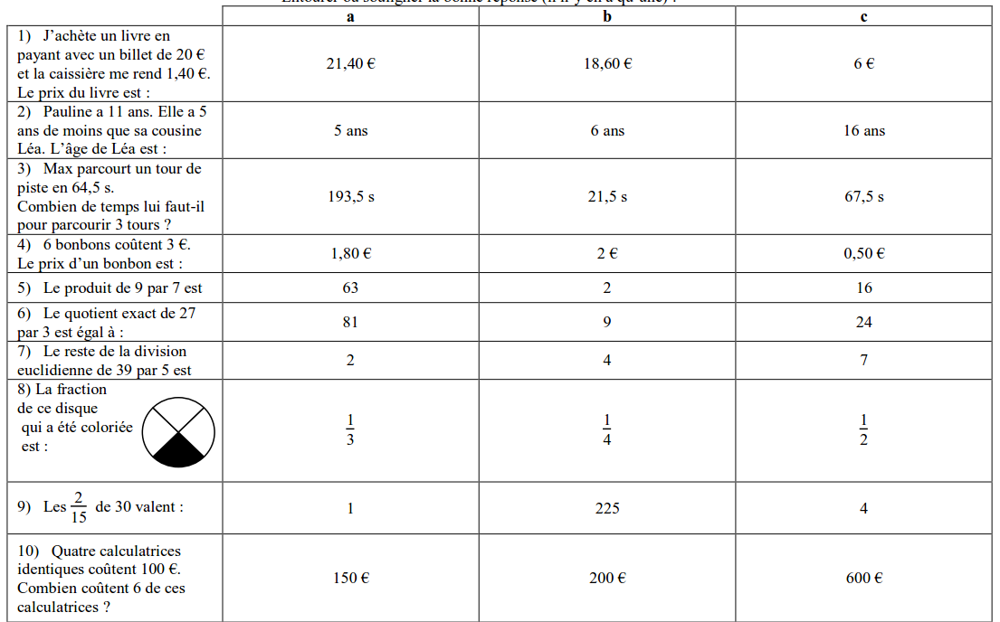 Entourer ou souligner la bonne réponse (il n'y en a qu'une) :
a b c
1) J'achète un livre en
payant avec un billet de 20 €
et la caissière me rend 1,40 €.
Le prix du livre est :
21,40 € 18,60 € 6 €
2) Pauline a 11 ans. Elle a 5
ans de moins que sa cousine
Léa. L'âge de Léa est :
5 ans 6 ans 16 ans
3) Max parcourt un tour de
piste en 64,5 s.
Combien de temps lui faut-il
pour parcourir 3 tours ?
193,5 s 21,5 s 67,5 s
4) 6 bonbons coûtent 3 €.
Le prix d'un bonbon est :
1,80 € 2 € 0,50 €
5) Le produit de 9 par 7 est 63 2 16
6) Le quotient exact de 27
par 3 est égal à :
81 9 24
7) Le reste de la division
euclidienne de 39 par 5 est
2 4 7
8) La fraction
de ce disque
qui a été coloriée
est :
1/3 1/4 1/2
9) Les 2/15 de 30 valent : 1 225 4
10) Quatre calculatrices
identiques coûtent 100 €.
Combien coûtent 6 de ces
calculatrices ?
150 € 200 € 600 €